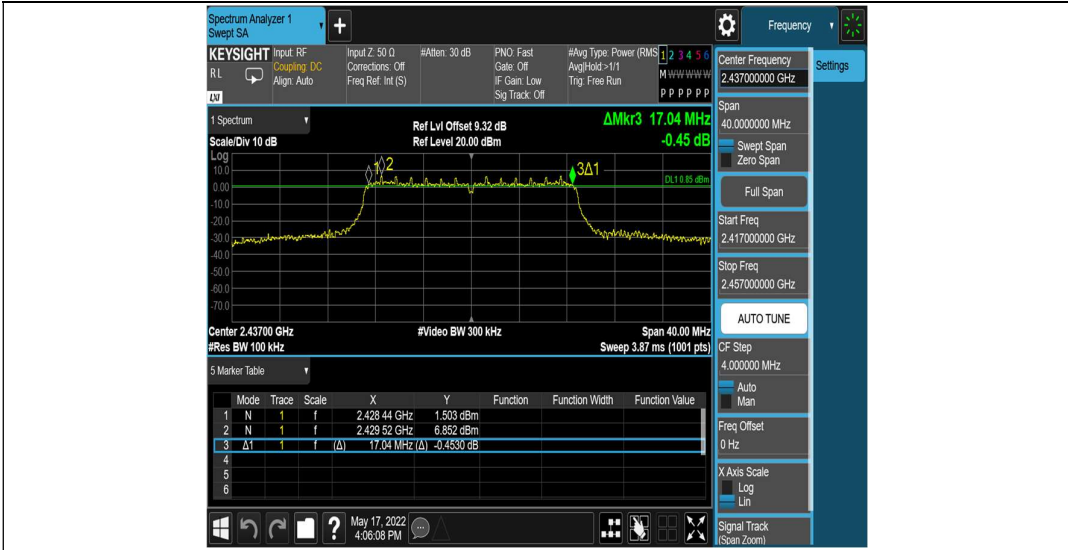 Spectrum Analyzer 1
Swept SA
+
Frequency
KEYSIGHT Input: RF
RL Coupling: DC
Align: Auto
LXI
Input Z: 50 Ω
Corrections: Off
Freq Ref: Int (S)
#Atten: 30 dB
PNO: Fast
Gate: Off
IF Gain: Low
Sig Track: Off
#Avg Type: Power (RMS
Avg|Hold:>1/1
Trig: Free Run
1 2 3 4 5 6
M W W W W W
P P P P P P
1 Spectrum
Scale/Div 10 dB
Ref Lvl Offset 9.32 dB
Ref Level 20.00 dBm
ΔMkr3 17.04 MHz
-0.45 dB
Log
10.0
0.00
-10.0
-20.0
-30.0
-40.0
-50.0
-60.0
-70.0
1
2
3Δ1
DL1 0.85 dBm
Center 2.43700 GHz
#Res BW 100 kHz
#Video BW 300 kHz
Span 40.00 MHz
Sweep 3.87 ms (1001 pts)
5 Marker Table
Mode Trace Scale X Y Function Function Width Function Value
1 N 1 f 2.428 44 GHz 1.503 dBm
2 N 1 f 2.429 52 GHz 6.852 dBm
3 Δ1 1 f (Δ) 17.04 MHz (Δ) -0.4530 dB
4
5
6
?
May 17, 2022
4:06:08 PM
Center Frequency
2.437000000 GHz
Settings
Span
40.0000000 MHz
Swept Span
Zero Span
Full Span
Start Freq
2.417000000 GHz
Stop Freq
2.457000000 GHz
AUTO TUNE
CF Step
4.000000 MHz
Auto
Man
Freq Offset
0 Hz
X Axis Scale
Log
Lin
Signal Track
(Span Zoom)